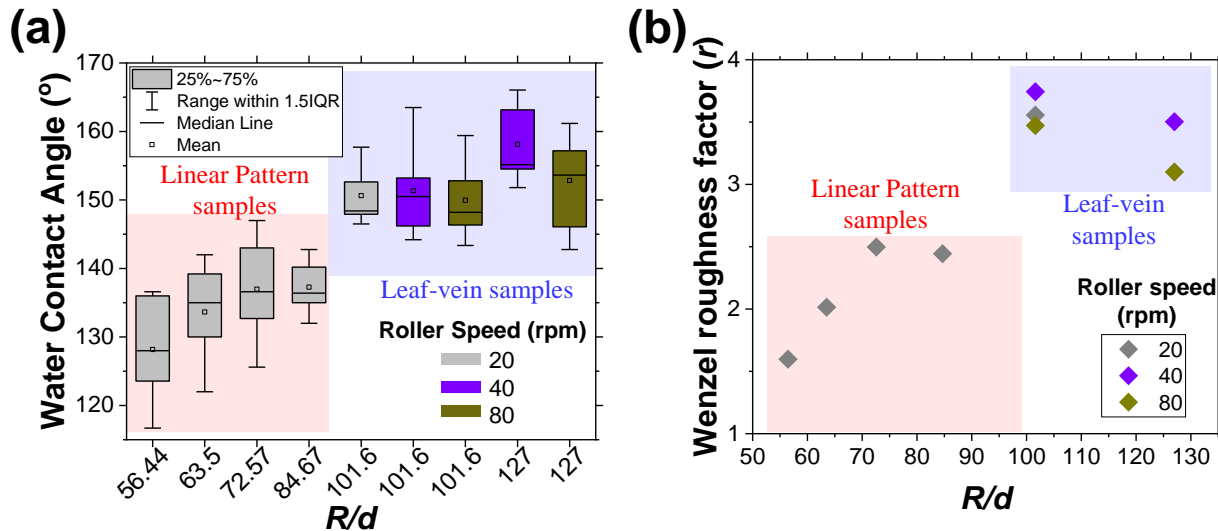 (a)
Water Contact Angle (º)
170
160
150
140
130
120
25%~75%
Range within 1.5IQR
Median Line
Mean
Linear Pattern
samples
Leaf-vein samples
Roller Speed (rpm)
20
40
80
56.44
63.5
72.57
84.67
101.6
101.6
101.6
127
127
R/d
(b)
Wenzel roughness factor (r)
4
3
2
1
Linear Pattern
samples
Leaf-vein
samples
Roller speed
(rpm)
20
40
80
50 60 70 80 90 100 110 120 130
R/d